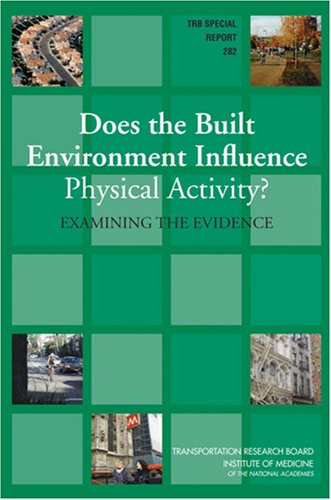 TRB SPECIAL
REPORT
282
Does the Built
Environment Influence
Physical Activity?
EXAMINING THE EVIDENCE
M
TRANSPORTATION RESEARCH BOARD
INSTITUTE OF MEDICINE
OF THE NATIONAL ACADEMIES